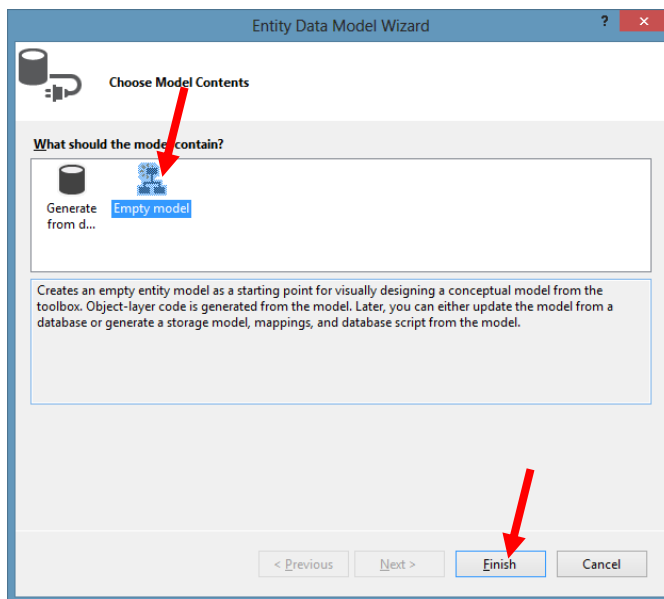 Entity Data Model Wizard
? ×
Choose Model Contents
What should the model contain?
Generate from d...
Empty model
Creates an empty entity model as a starting point for visually designing a conceptual model from the
toolbox. Object-layer code is generated from the model. Later, you can either update the model from a
database or generate a storage model, mappings, and database script from the model.
< Previous Next > Finish Cancel